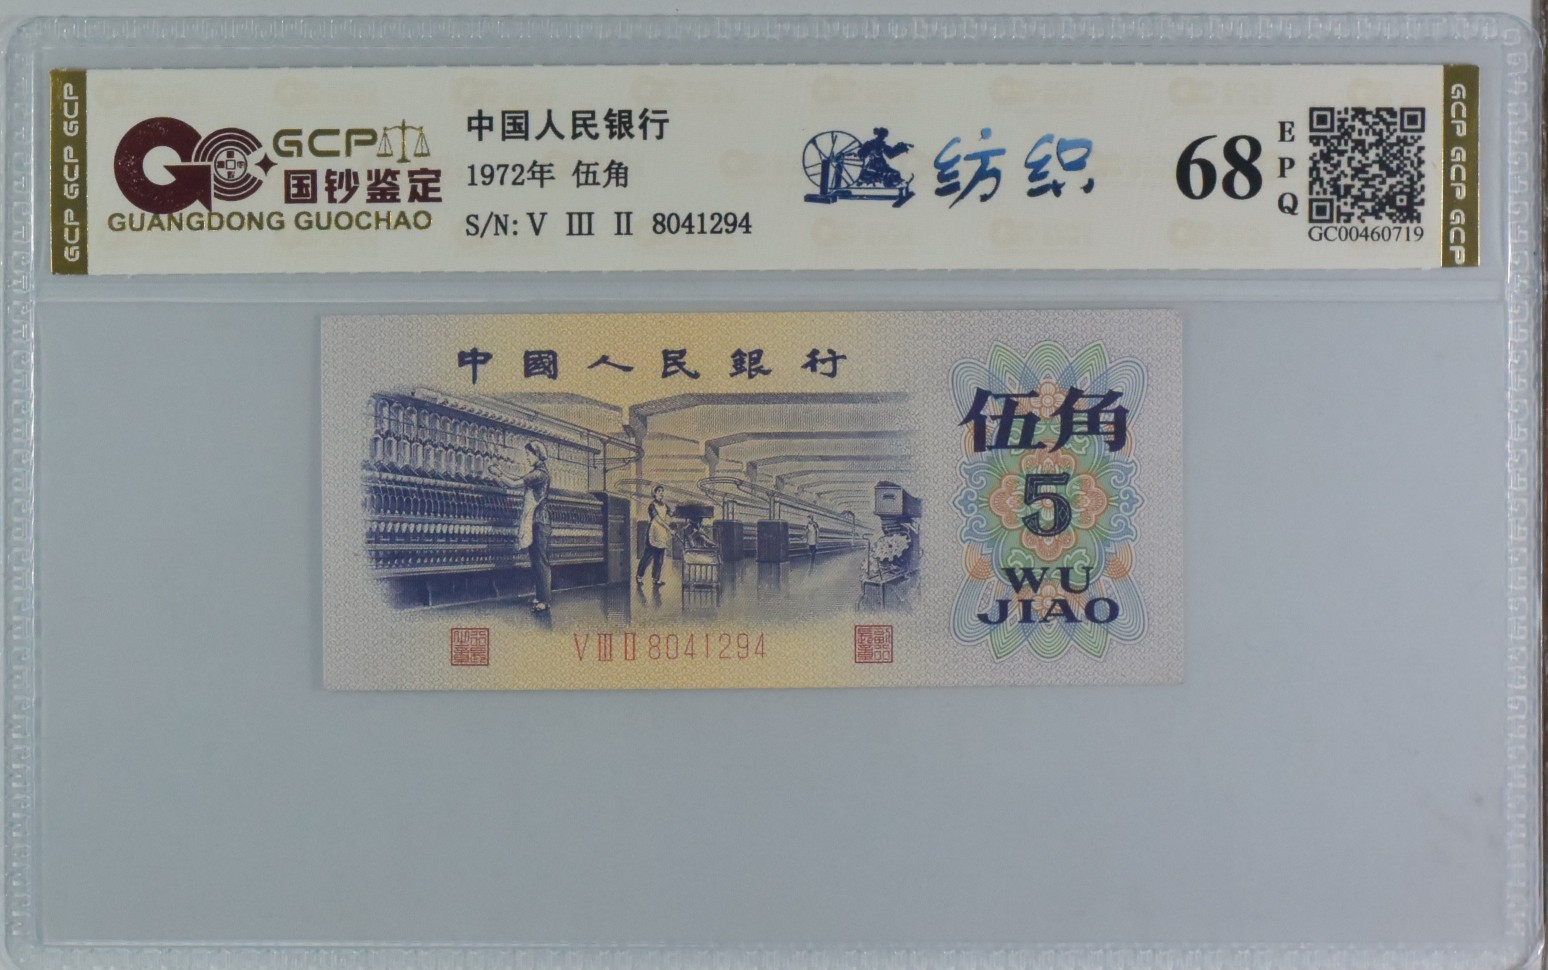 GCP GCP GCP
GCP
国钞鉴定
GUANGDONG GUOCHAO
中国人民银行
1972年 伍角
S/N: V III II 8041294
纺织
68
EPQ
GC00460719
GCP GCP GCP
中國人民銀行
伍角
5
WU
JIAO
V III II 8041294